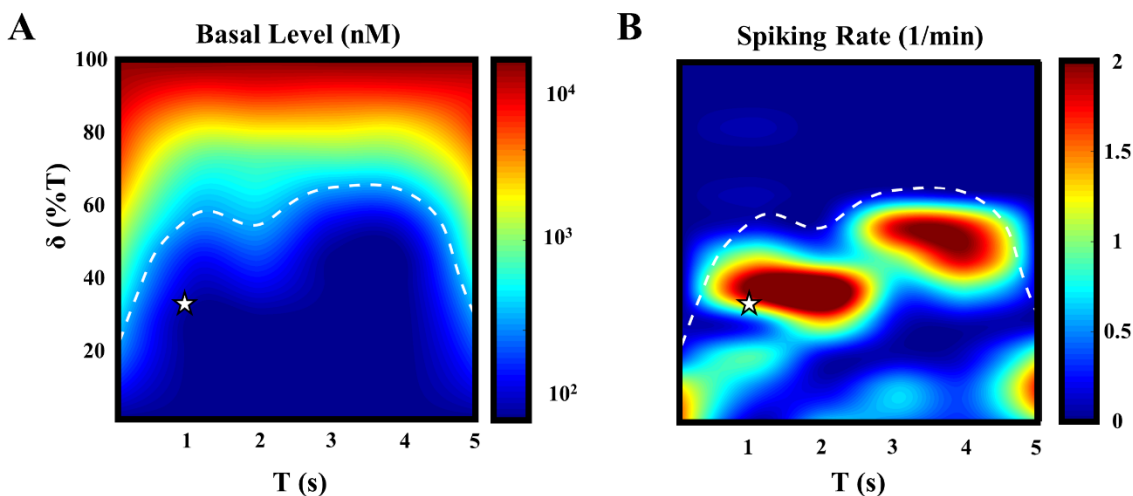 A
Basal Level (nM)
100
80
60
40
20
δ (%T)
1 2 3 4 5
T (s)
10⁴
10³
10²
B
Spiking Rate (1/min)
1 2 3 4 5
T (s)
2
1.5
1
0.5
0